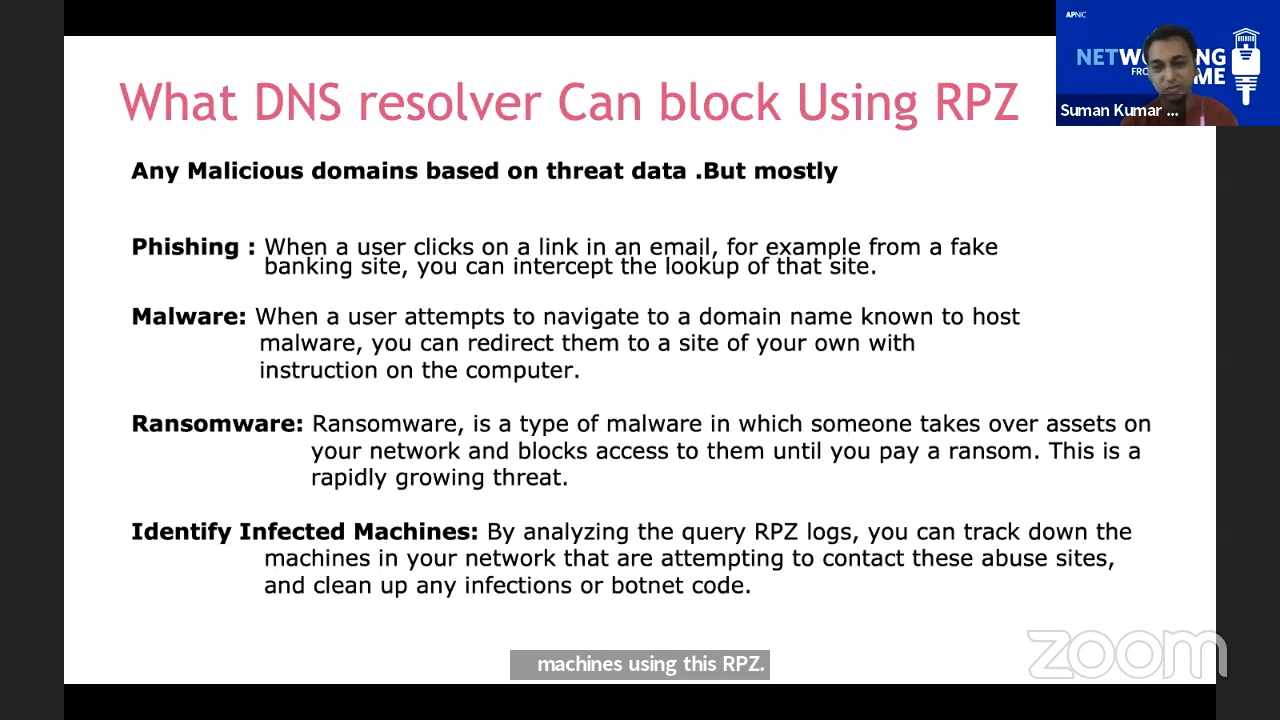 What DNS resolver Can block Using RPZ
APNIC
NETWO NG
FRO ME
Suman Kumar ...
Any Malicious domains based on threat data .But mostly
Phishing : When a user clicks on a link in an email, for example from a fake
banking site, you can intercept the lookup of that site.
Malware: When a user attempts to navigate to a domain name known to host
malware, you can redirect them to a site of your own with
instruction on the computer.
Ransomware: Ransomware, is a type of malware in which someone takes over assets on
your network and blocks access to them until you pay a ransom. This is a
rapidly growing threat.
Identify Infected Machines: By analyzing the query RPZ logs, you can track down the
machines in your network that are attempting to contact these abuse sites,
and clean up any infections or botnet code.
machines using this RPZ.
zoom